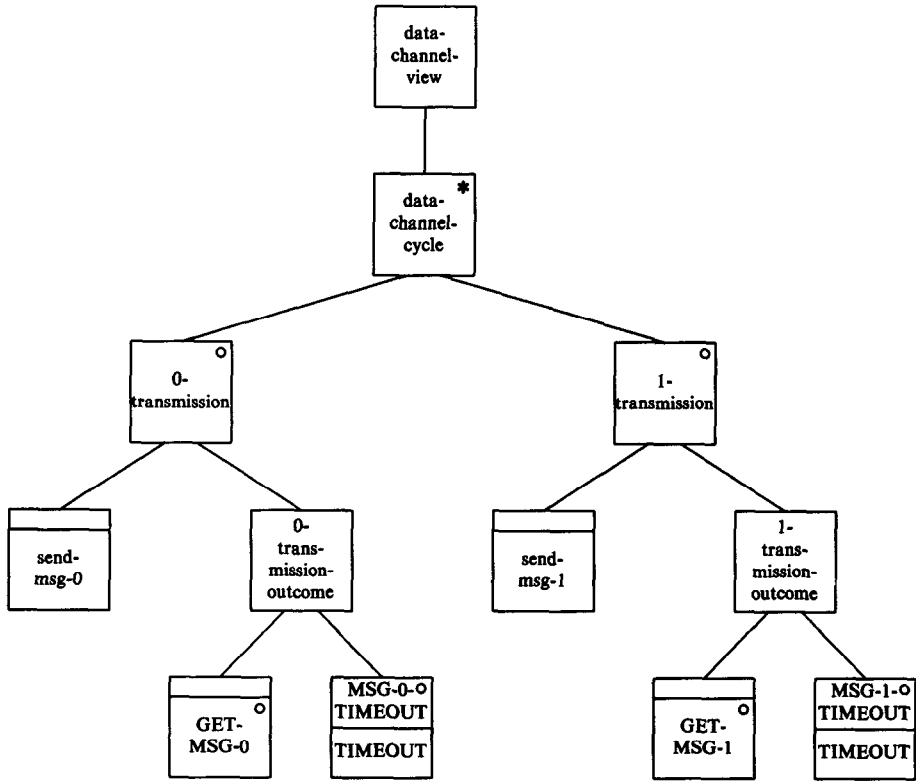 data-
channel-
view
data-
channel-
cycle
*
0-
transmission
1-
transmission
send-
msg-0
0-
trans-
mission-
outcome
send-
msg-1
1-
trans-
mission-
outcome
GET-
MSG-0
MSG-0-
TIMEOUT
TIMEOUT
GET-
MSG-1
MSG-1-
TIMEOUT
TIMEOUT